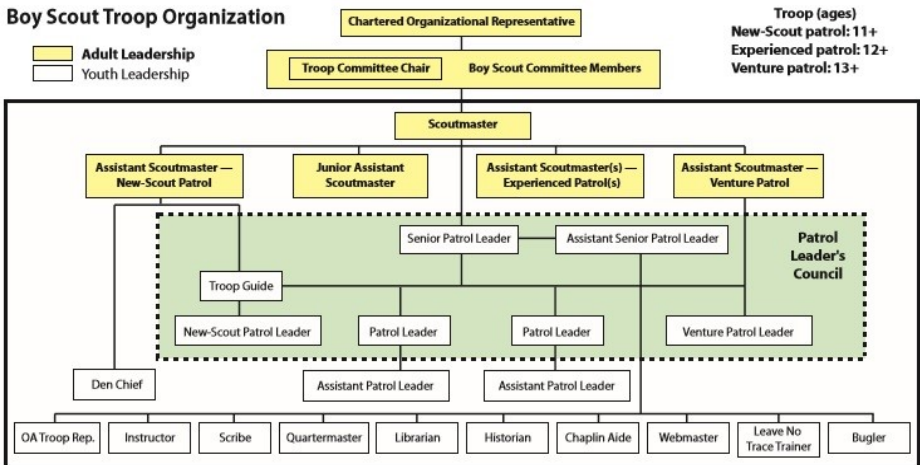 Boy Scout Troop Organization
Adult Leadership
Youth Leadership
Chartered Organizational Representative
Troop Committee Chair
Boy Scout Committee Members
Troop (ages)
New-Scout patrol: 11+
Experienced patrol: 12+
Venture patrol: 13+
Scoutmaster
Assistant Scoutmaster —
New-Scout Patrol
Junior Assistant
Scoutmaster
Assistant Scoutmaster(s) —
Experienced Patrol(s)
Assistant Scoutmaster —
Venture Patrol
Senior Patrol Leader
Assistant Senior Patrol Leader
Patrol
Leader's
Council
Troop Guide
New-Scout Patrol Leader
Patrol Leader
Patrol Leader
Venture Patrol Leader
Den Chief
Assistant Patrol Leader
Assistant Patrol Leader
OA Troop Rep.
Instructor
Scribe
Quartermaster
Librarian
Historian
Chaplin Aide
Webmaster
Leave No
Trace Trainer
Bugler